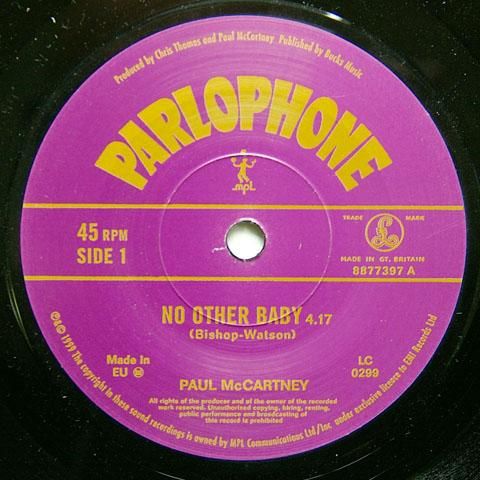 Produced by Chris Thomas and Paul McCartney Published by Bucks Music
PARLOPHONE
mpL
TRADE MARK
£
45 RPM
SIDE 1
MADE IN GT. BRITAIN
8877397 A
NO OTHER BABY 4.17
(Bishop-Watson)
Made In
EU M
LC
0299
PAUL McCARTNEY
All rights of the producer and of the owner of the recorded
work reserved. Unauthorised copying, hiring, renting,
public performance and broadcasting of
this record is prohibited
℗ & © 1999 The copyright in these sound recordings is owned by MPL Communications Ltd/Inc under exclusive licence to EMI Records Ltd